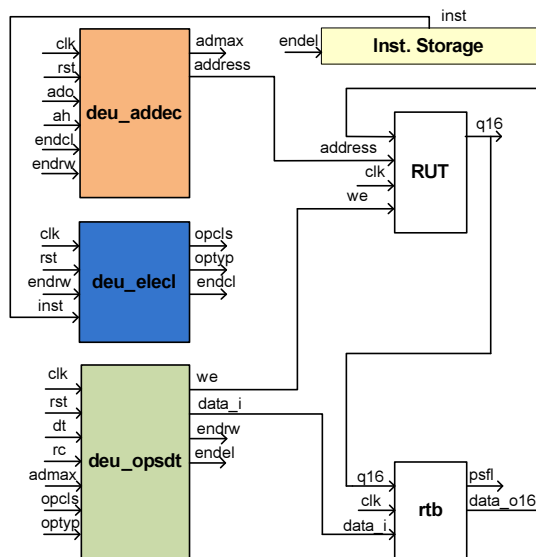 inst
endel
Inst. Storage
clk
rst
ado
ah
endcl
endrw
deu_addec
admax
address
address
clk
we
RUT
q16
clk
rst
endrw
inst
deu_elecl
opcls
optyp
endcl
clk
rst
dt
rc
admax
opcls
optyp
deu_opsdt
we
data_i
endrw
endel
q16
clk
data_i
rtb
psfl
data_o16